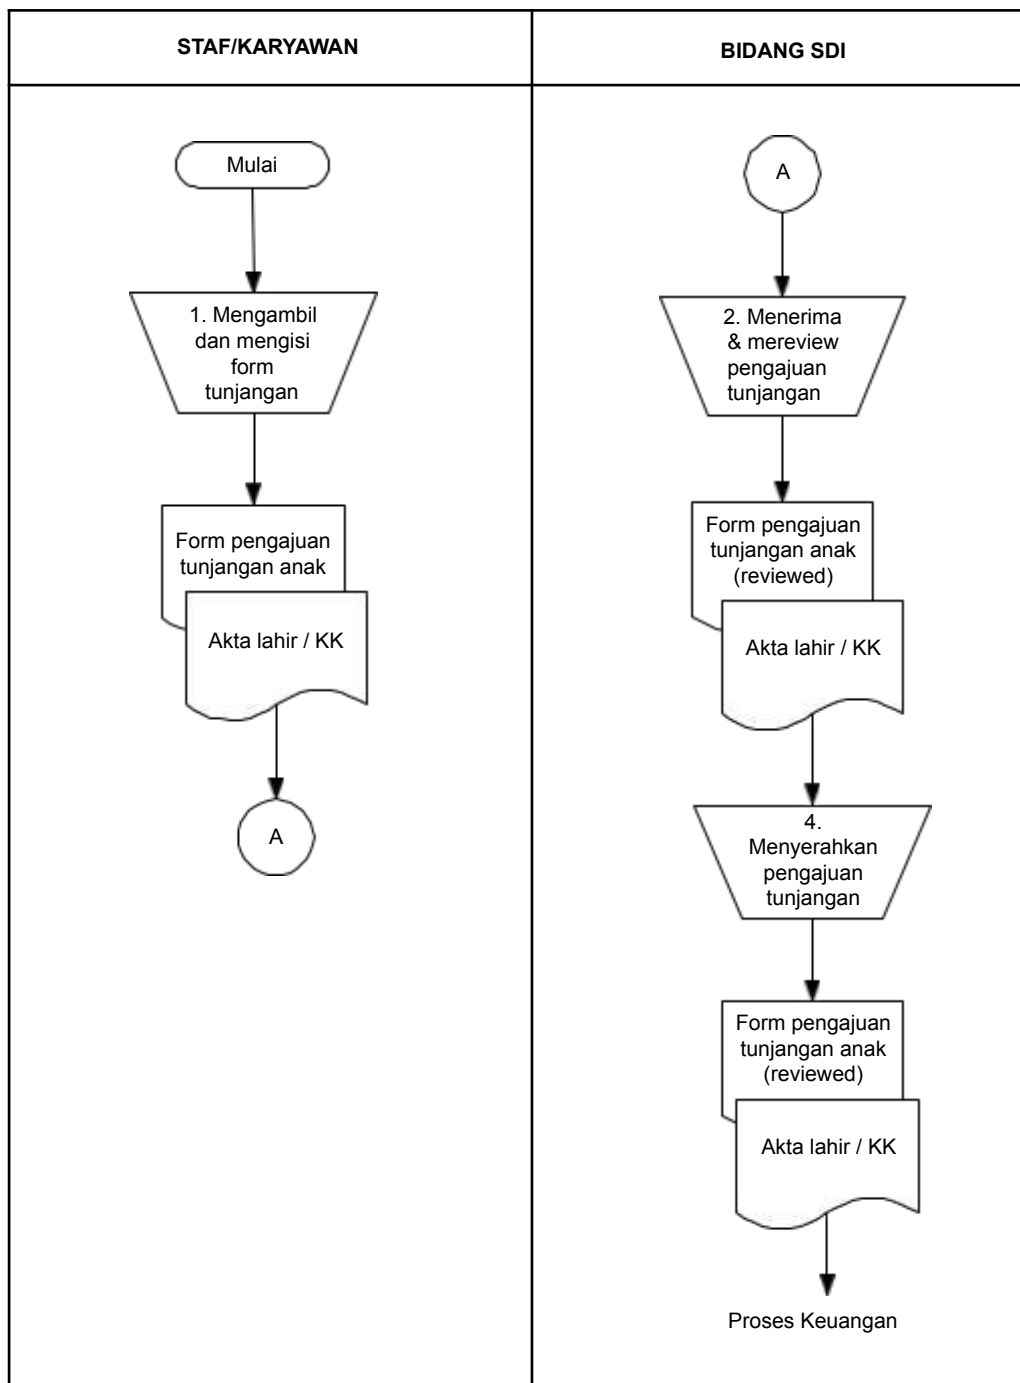 STAF/KARYAWAN
BIDANG SDI
Mulai
1. Mengambil
dan mengisi
form
tunjangan
Form pengajuan
tunjangan anak
Akta lahir / KK
A
A
2. Menerima
& mereview
pengajuan
tunjangan
Form pengajuan
tunjangan anak
(reviewed)
Akta lahir / KK
4.
Menyerahkan
pengajuan
tunjangan
Form pengajuan
tunjangan anak
(reviewed)
Akta lahir / KK
Proses Keuangan